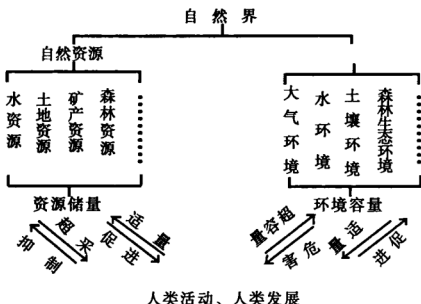 自然界
自然资源
水资源
土地资源
矿产资源
森林资源
大气环境
水环境
土壤环境
森林生态环境
资源储量
环境容量
超采
抑制
适量
促进
量容超
害危
量适
进促
人类活动、人类发展